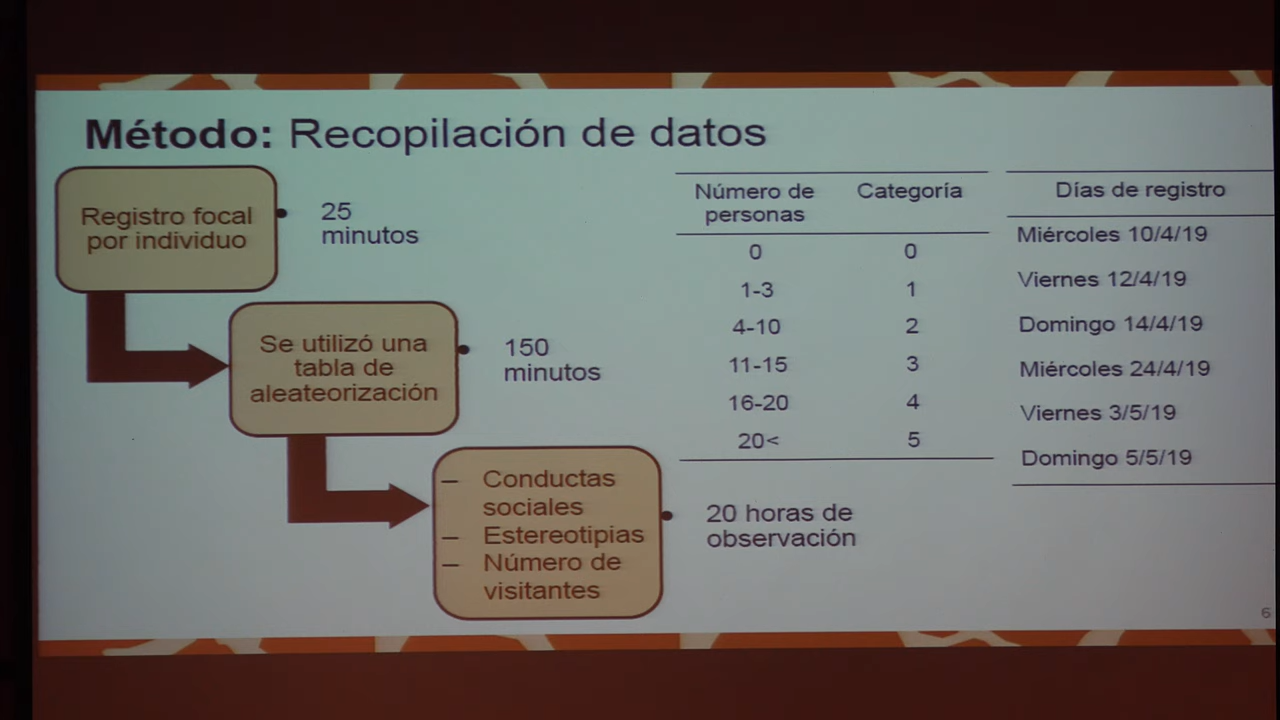 Método: Recopilación de datos
Registro focal
por individuo
• 25
minutos
Se utilizó una
tabla de
aleateorización
• 150
minutos
– Conductas
sociales
– Estereotipias
– Número de
visitantes
• 20 horas de
observación
Número de personas Categoría
0 0
1-3 1
4-10 2
11-15 3
16-20 4
20< 5
Días de registro
Miércoles 10/4/19
Viernes 12/4/19
Domingo 14/4/19
Miércoles 24/4/19
Viernes 3/5/19
Domingo 5/5/19
6